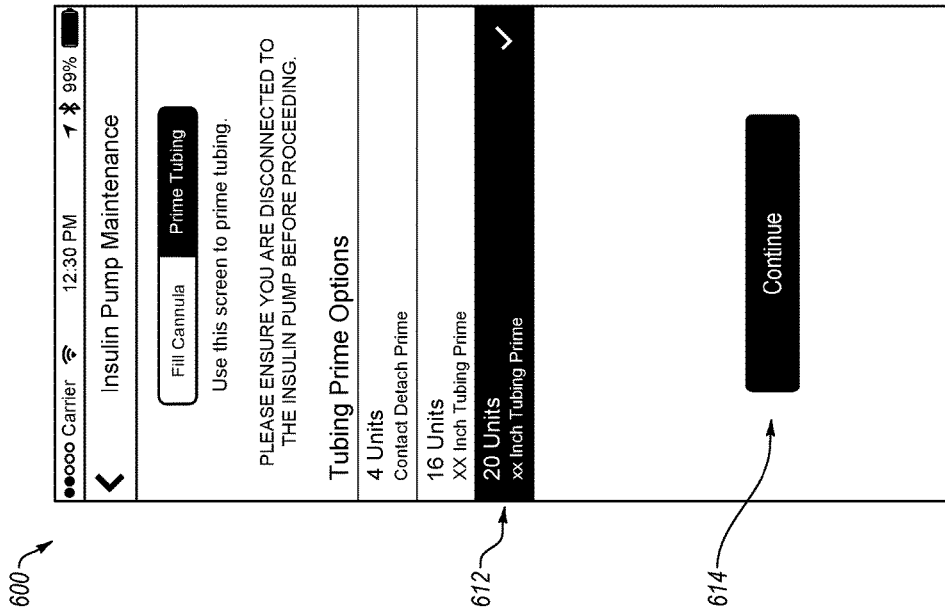 600
●●●●● Carrier 12:30 PM 99%
Insulin Pump Maintenance
Fill Cannula Prime Tubing
Use this screen to prime tubing.
PLEASE ENSURE YOU ARE DISCONNECTED TO
THE INSULIN PUMP BEFORE PROCEEDING.
Tubing Prime Options
4 Units
Contact Detach Prime
16 Units
XX Inch Tubing Prime
612
20 Units
xx Inch Tubing Prime
614
Continue